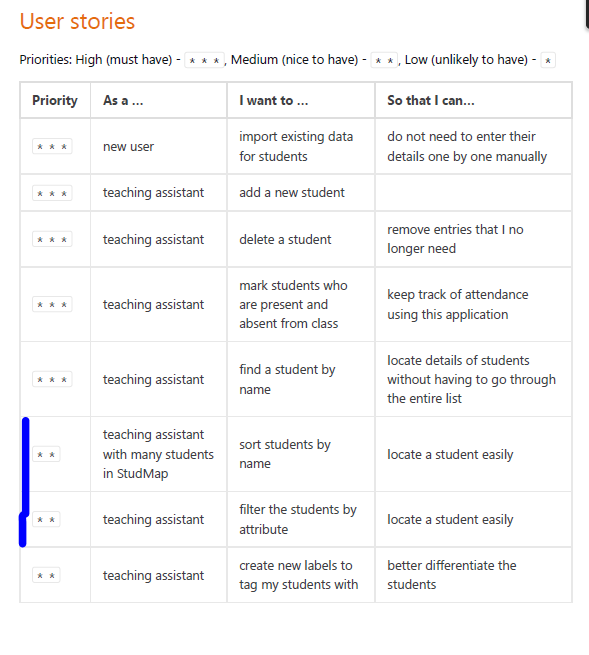 User stories
Priorities: High (must have) - * * *, Medium (nice to have) - * *, Low (unlikely to have) - *
Priority As a ... I want to ... So that I can...
* * * new user import existing data for students do not need to enter their details one by one manually
* * * teaching assistant add a new student
* * * teaching assistant delete a student remove entries that I no longer need
* * * teaching assistant mark students who are present and absent from class keep track of attendance using this application
* * * teaching assistant find a student by name locate details of students without having to go through the entire list
* * teaching assistant with many students in StudMap sort students by name locate a student easily
* * teaching assistant filter the students by attribute locate a student easily
* * teaching assistant create new labels to tag my students with better differentiate the students